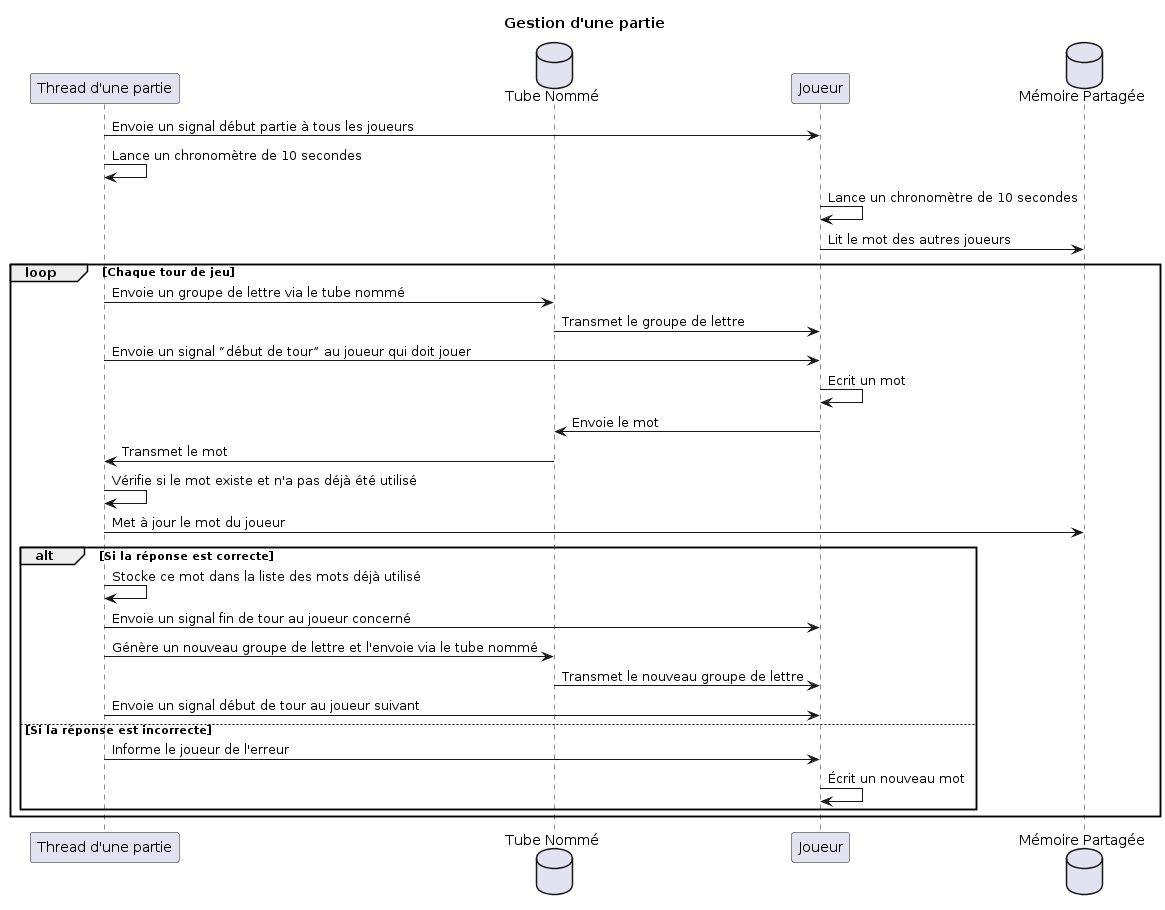 Gestion d'une partie
Thread d'une partie
Tube Nommé
Joueur
Mémoire Partagée
Envoie un signal début partie à tous les joueurs
Lance un chronomètre de 10 secondes
Lance un chronomètre de 10 secondes
Lit le mot des autres joueurs
loop [Chaque tour de jeu]
Envoie un groupe de lettre via le tube nommé
Transmet le groupe de lettre
Envoie un signal “début de tour” au joueur qui doit jouer
Ecrit un mot
Envoie le mot
Transmet le mot
Vérifie si le mot existe et n'a pas déjà été utilisé
Met à jour le mot du joueur
alt [Si la réponse est correcte]
Stocke ce mot dans la liste des mots déjà utilisé
Envoie un signal fin de tour au joueur concerné
Génère un nouveau groupe de lettre et l'envoie via le tube nommé
Transmet le nouveau groupe de lettre
Envoie un signal début de tour au joueur suivant
[Si la réponse est incorrecte]
Informe le joueur de l'erreur
Écrit un nouveau mot
Thread d'une partie
Tube Nommé
Joueur
Mémoire Partagée